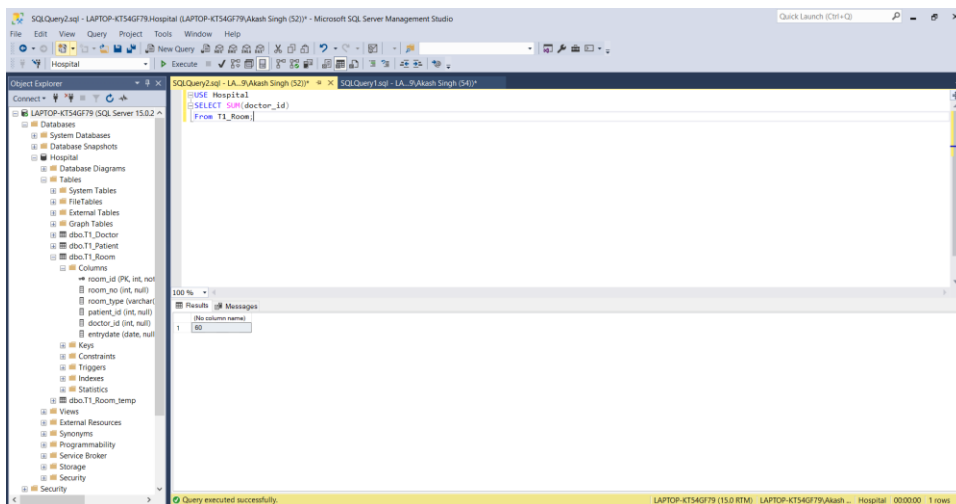 SQLQuery2.sql - LAPTOP-KT54GF79.Hospital (LAPTOP-KT54GF79\Akash Singh (52))* - Microsoft SQL Server Management Studio
Quick Launch (Ctrl+Q)
File Edit View Query Project Tools Window Help
New Query
Hospital
Execute
Object Explorer
SQLQuery2.sql - LA...9\Akash Singh (52))*
SQLQuery1.sql - LA...9\Akash Singh (54))*
Connect
LAPTOP-KT54GF79 (SQL Server 15.0.2
Databases
System Databases
Database Snapshots
Hospital
Database Diagrams
Tables
System Tables
FileTables
External Tables
Graph Tables
dbo.T1_Doctor
dbo.T1_Patient
dbo.T1_Room
Columns
room_id (PK, int, not
room_no (int, null)
room_type (varchar(
patient_id (int, null)
doctor_id (int, null)
entrydate (date, null
Keys
Constraints
Triggers
Indexes
Statistics
dbo.T1_Room_temp
Views
External Resources
Synonyms
Programmability
Service Broker
Storage
Security
Security
USE Hospital
SELECT SUM(doctor_id)
From T1_Room;
100 %
Results Messages
(No column name)
1 60
Query executed successfully.
LAPTOP-KT54GF79 (15.0 RTM) LAPTOP-KT54GF79\Akash ... Hospital 00:00:00 1 rows